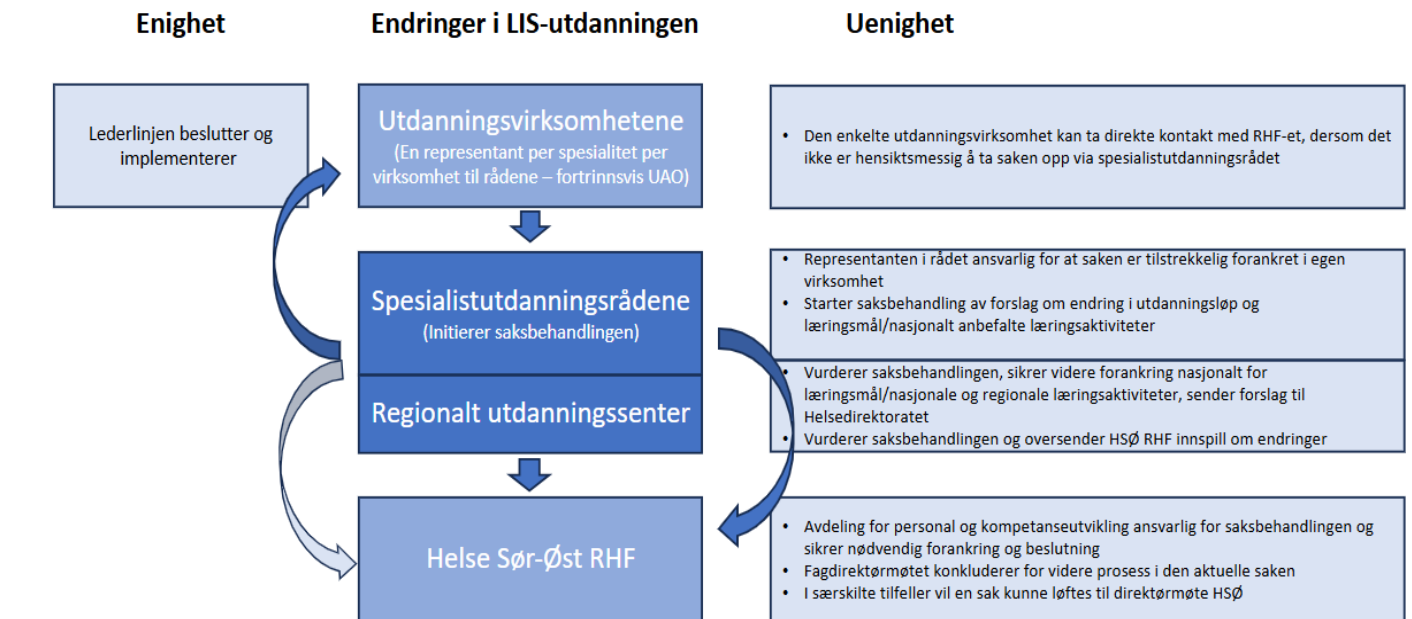 Enighet
Endringer i LIS-utdanningen
Uenighet
Lederlinjen beslutter og
implementerer
Utdanningsvirksomhetene
(En representant per spesialitet per
virksomhet til rådene – fortrinnsvis UAO)
• Den enkelte utdanningsvirksomhet kan ta direkte kontakt med RHF-et, dersom det
ikke er hensiktsmessig å ta saken opp via spesialistutdanningsrådet
Spesialistutdanningsrådene
(Initierer saksbehandlingen)
• Representanten i rådet ansvarlig for at saken er tilstrekkelig forankret i egen
virksomhet
• Starter saksbehandling av forslag om endring i utdanningsløp og
læringsmål/nasjonalt anbefalte læringsaktiviteter
Regionalt utdanningssenter
• Vurderer saksbehandlingen, sikrer videre forankring nasjonalt for
læringsmål/nasjonale og regionale læringsaktiviteter, sender forslag til
Helsedirektoratet
• Vurderer saksbehandlingen og oversender HSØ RHF innspill om endringer
Helse Sør-Øst RHF
• Avdeling for personal og kompetanseutvikling ansvarlig for saksbehandlingen og
sikrer nødvendig forankring og beslutning
• Fagdirektørmøtet konkluderer for videre prosess i den aktuelle saken
• I særskilte tilfeller vil en sak kunne løftes til direktørmøte HSØ